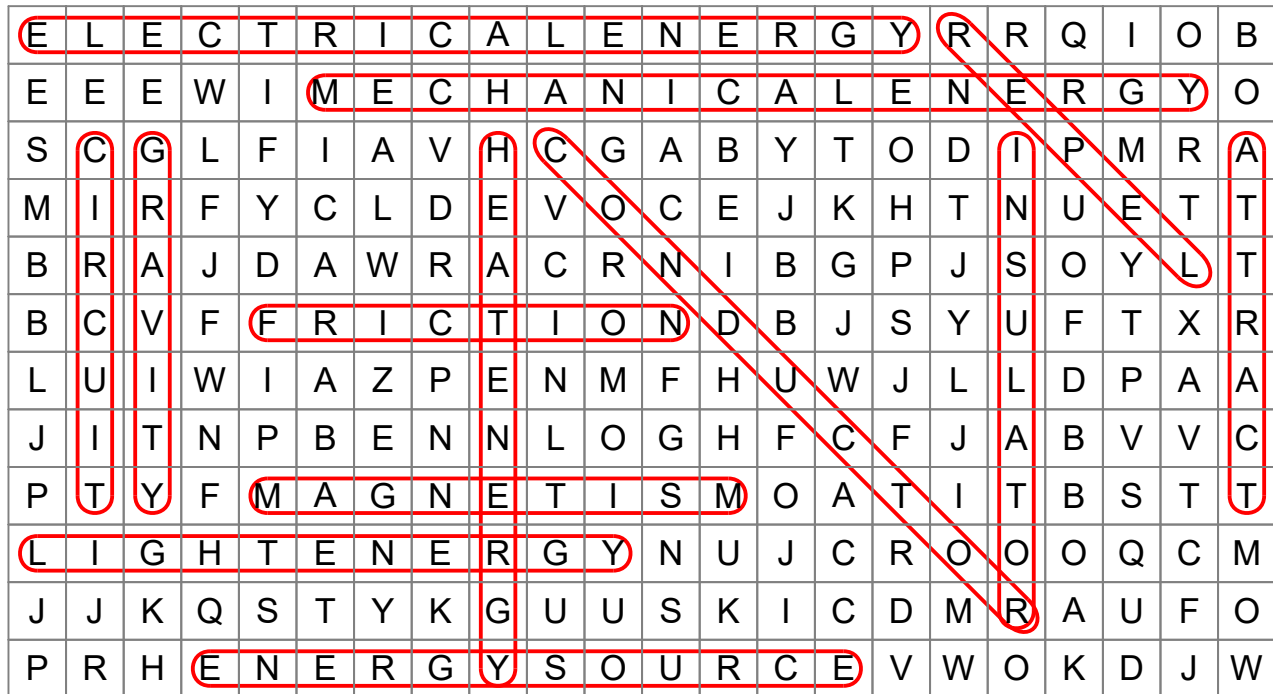 E L E C T R I C A L E N E R G Y R R Q I O B
E E E W I M E C H A N I C A L E N E R G Y O
S C G L F I A V H C G A B Y T O D I P M R A
M I R F Y C L D E V O C E J K H T N U E T T
B R A J D A W R A C R N I B G P J S O Y L T
B C V F F R I C T I O N D B J S Y U F T X R
L U I W I A Z P E N M F H U W J L L D P A A
J I T N P B E N N L O G H F C F J A B V V C
P T Y F M A G N E T I S M O A T I T B S T T
L I G H T E N E R G Y N U J C R O O O Q C M
J J K Q S T Y K G U U S K I C D M R A U F O
P R H E N E R G Y S O U R C E V W O K D J W